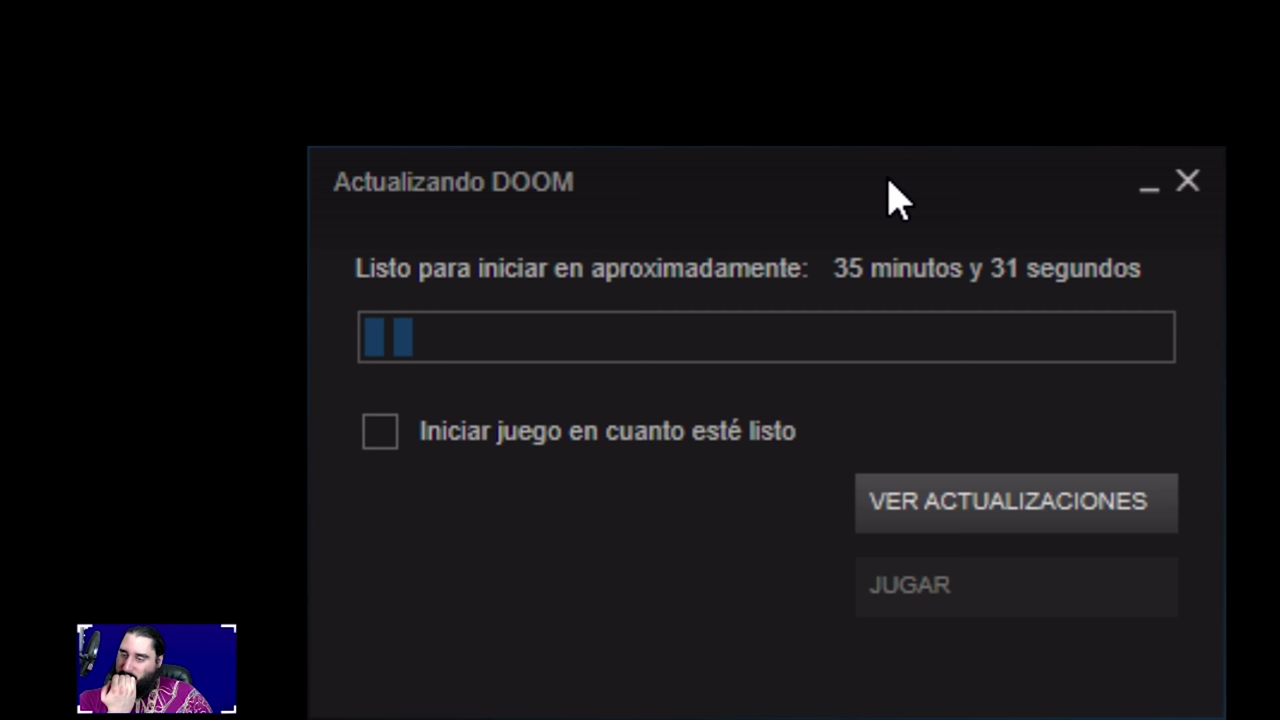 Actualizando DOOM
Listo para iniciar en aproximadamente: 35 minutos y 31 segundos
Iniciar juego en cuanto esté listo
VER ACTUALIZACIONES
JUGAR